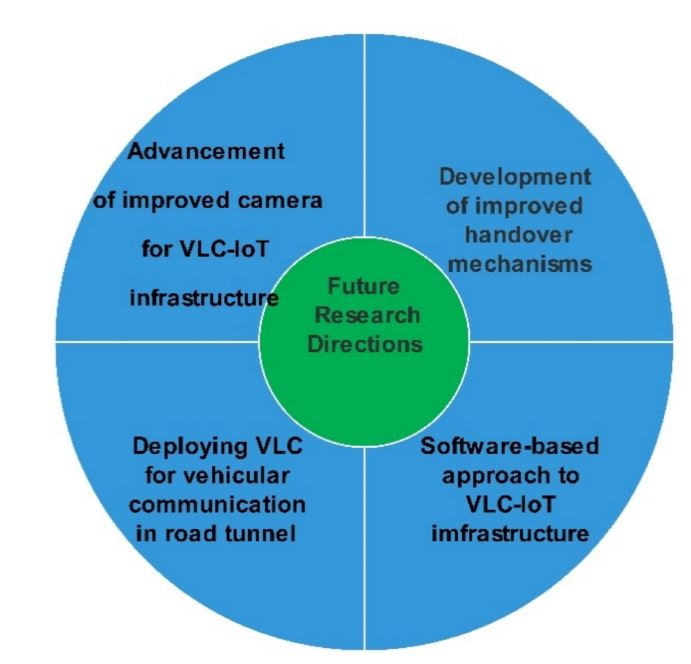 Advancement
of improved camera
for VLC-IoT
infrastructure
Development
of improved
handover
mechanisms
Future
Research
Directions
Deploying VLC
for vehicular
communication
in road tunnel
Software-based
approach to
VLC-IoT
imfrastructure